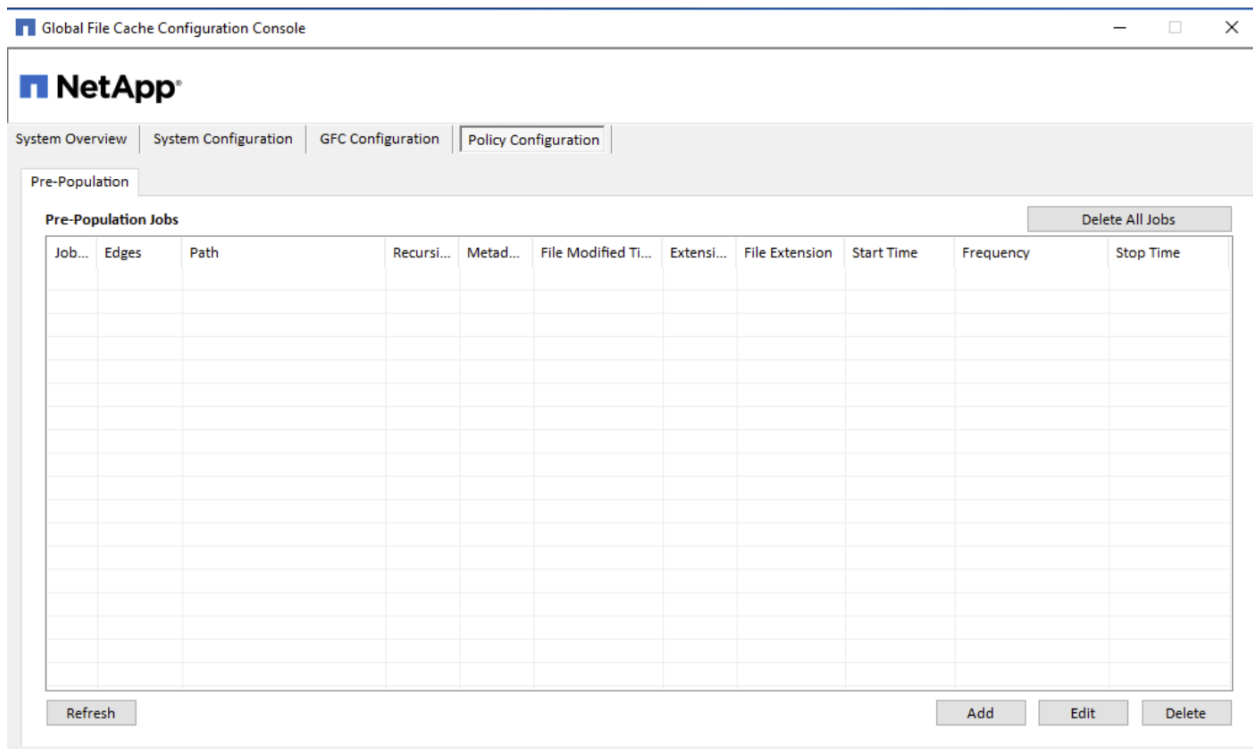 Global File Cache Configuration Console
NetApp®
System Overview System Configuration GFC Configuration Policy Configuration
Pre-Population
Pre-Population Jobs Delete All Jobs
Job... Edges Path Recursi... Metad... File Modified Ti... Extensi... File Extension Start Time Frequency Stop Time
Refresh Add Edit Delete